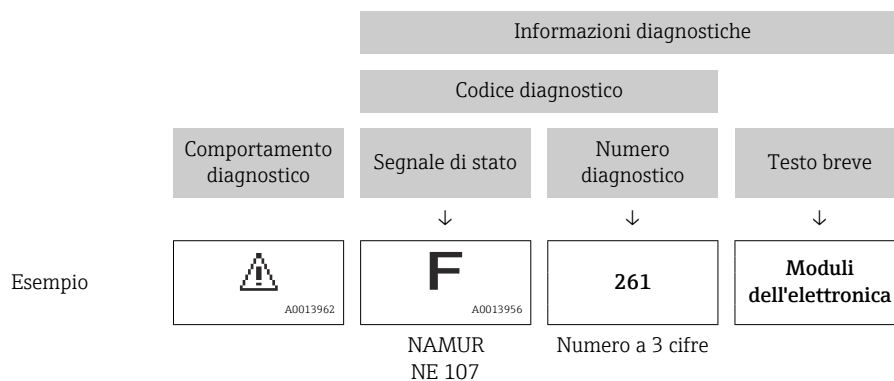 Informazioni diagnostiche
Codice diagnostico
Comportamento
diagnostico
Segnale di stato
Numero
diagnostico
Testo breve
↓ ↓ ↓
Esempio
A0013962
F
A0013956
261
Moduli
dell'elettronica
NAMUR
NE 107
Numero a 3 cifre